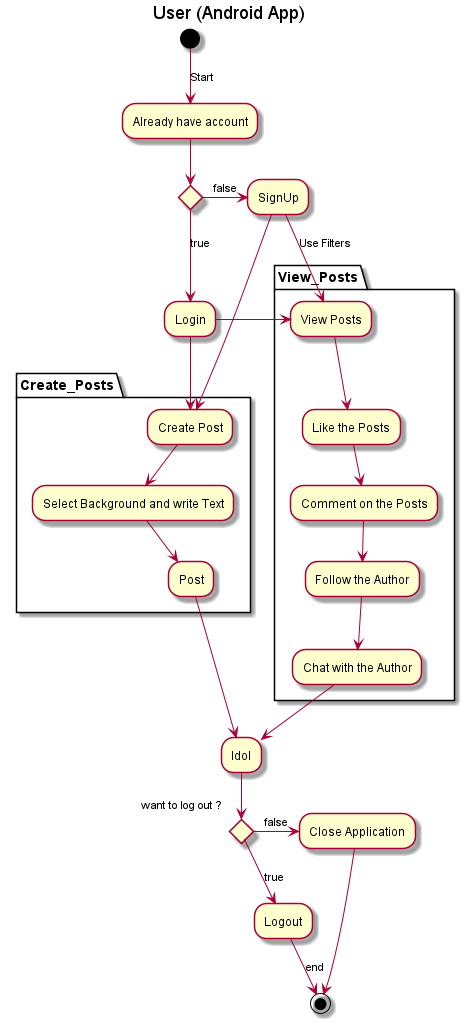 User (Android App)
Start
Already have account
false
SignUp
true
Use Filters
View_Posts
Login
View Posts
Create_Posts
Create Post
Like the Posts
Select Background and write Text
Comment on the Posts
Post
Follow the Author
Chat with the Author
Idol
want to log out ?
false
Close Application
true
Logout
end